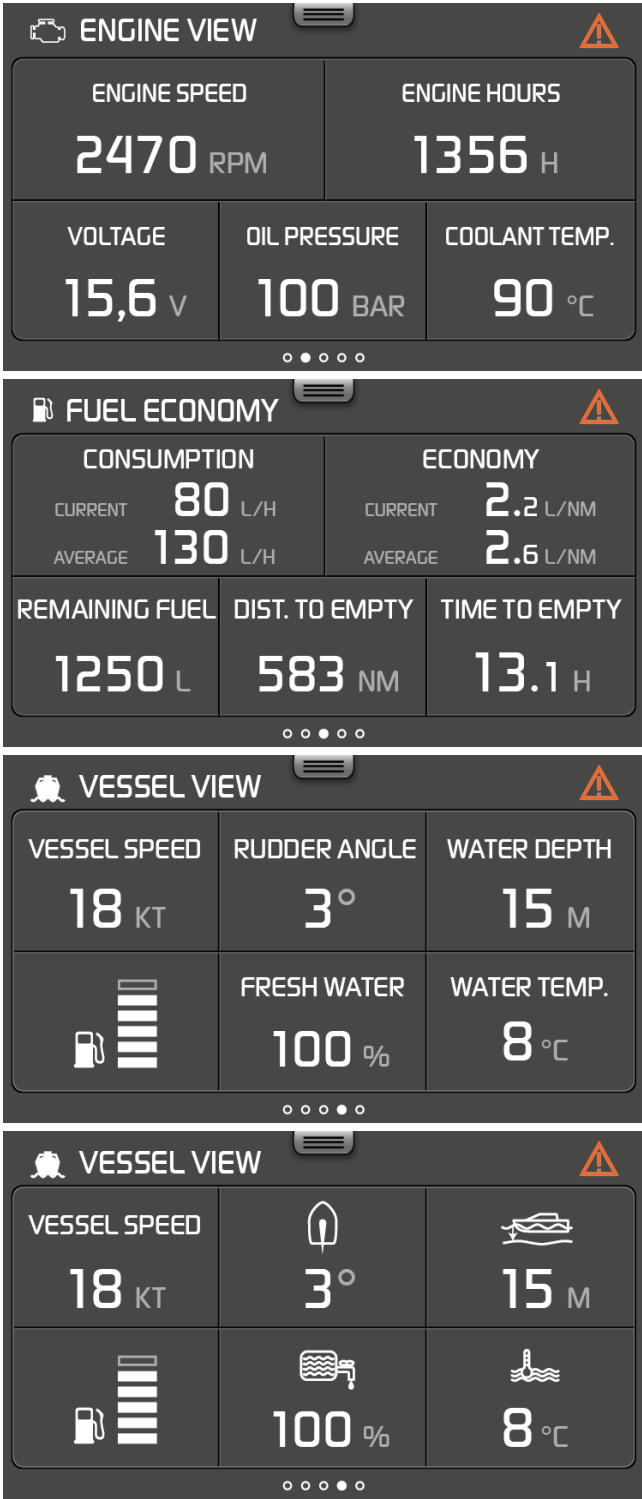 ENGINE VIEW
ENGINE SPEED ENGINE HOURS
2470 RPM 1356 H
VOLTAGE OIL PRESSURE COOLANT TEMP.
15,6 V 100 BAR 90 °C
FUEL ECONOMY
CONSUMPTION ECONOMY
CURRENT 80 L/H CURRENT 2.2 L/NM
AVERAGE 130 L/H AVERAGE 2.6 L/NM
REMAINING FUEL DIST. TO EMPTY TIME TO EMPTY
1250 L 583 NM 13.1 H
VESSEL VIEW
VESSEL SPEED RUDDER ANGLE WATER DEPTH
18 KT 3° 15 M
FRESH WATER WATER TEMP.
100 % 8 °C
VESSEL VIEW
VESSEL SPEED
18 KT 3° 15 M
100 % 8 °C